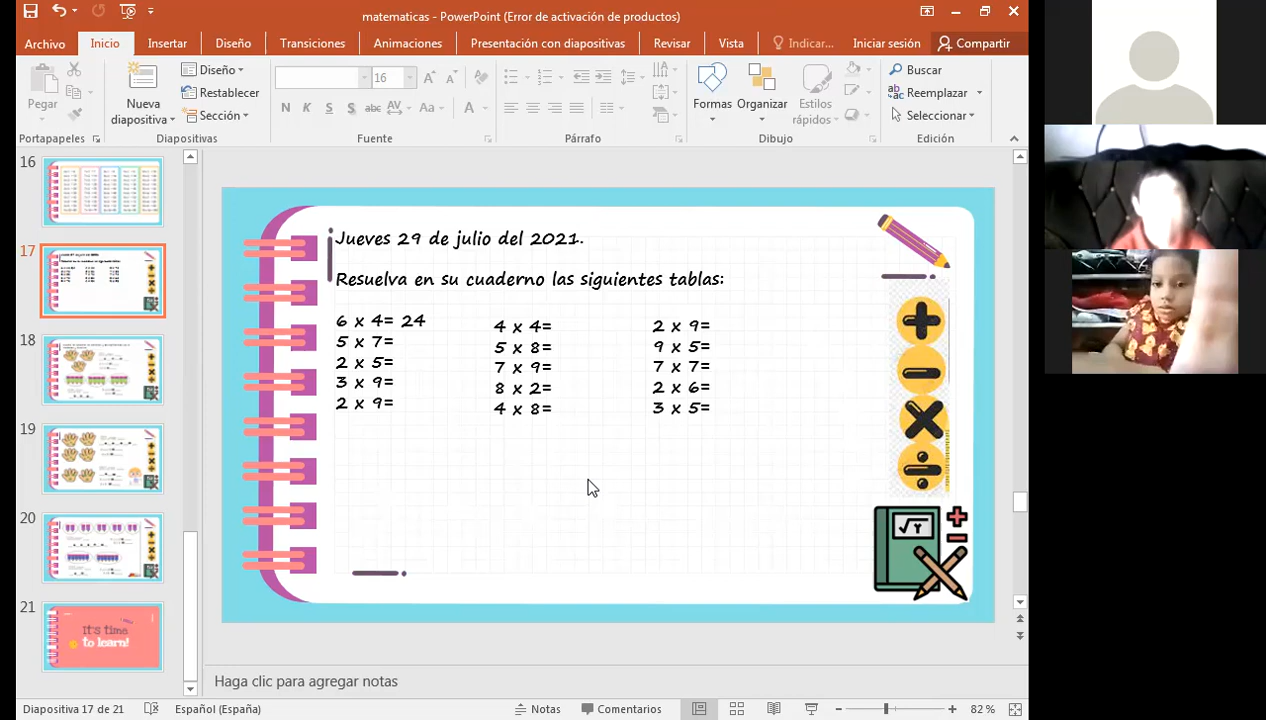 matematicas - PowerPoint (Error de activación de productos)
Archivo Inicio Insertar Diseño Transiciones Animaciones Presentación con diapositivas Revisar Vista Indicar... Iniciar sesión Compartir
Pegar
Nueva diapositiva
Diseño
Restablecer
Sección
16
N K S S abc AV Aa A
Formas
Organizar
Estilos rápidos
Buscar
Reemplazar
Seleccionar
Portapapeles Diapositivas Fuente Párrafo Dibujo Edición
16
17
18
19
20
21
It's time
to learn!
Jueves 29 de julio del 2021.
Resuelva en su cuaderno las siguientes tablas:
6 x 4= 24
5 x 7=
2 x 5=
3 x 9=
2 x 9=
4 x 4=
5 x 8=
7 x 9=
8 x 2=
4 x 8=
2 x 9=
9 x 5=
7 x 7=
2 x 6=
3 x 5=
Haga clic para agregar notas
Diapositiva 17 de 21 Español (España) Notas Comentarios 82 %